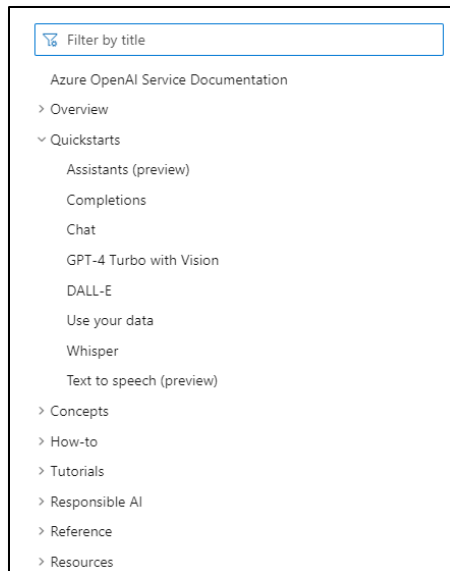 Filter by title
Azure OpenAI Service Documentation
Overview
Quickstarts
Assistants (preview)
Completions
Chat
GPT-4 Turbo with Vision
DALL-E
Use your data
Whisper
Text to speech (preview)
Concepts
How-to
Tutorials
Responsible AI
Reference
Resources